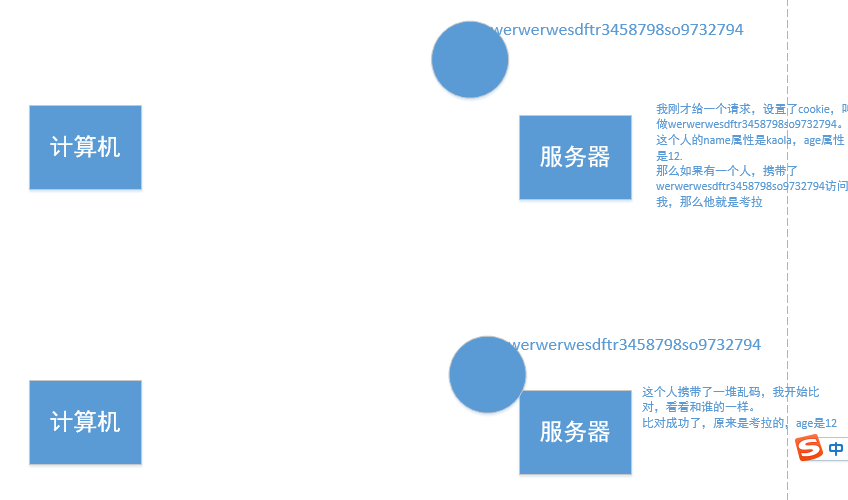 werwerwesdftr3458798so9732794
计算机
服务器
我刚才给一个请求，设置了cookie，叫
做werwerwesdftr3458798so9732794。
这个人的name属性是kaola，age属性
是12.
那么如果有一个人，携带了
werwerwesdftr3458798so9732794访问
我，那么他就是考拉
werwerwesdftr3458798so9732794
计算机
服务器
这个人携带了一堆乱码，我开始比
对，看看和谁的一样。
比对成功了，原来是考拉的，age是12
中